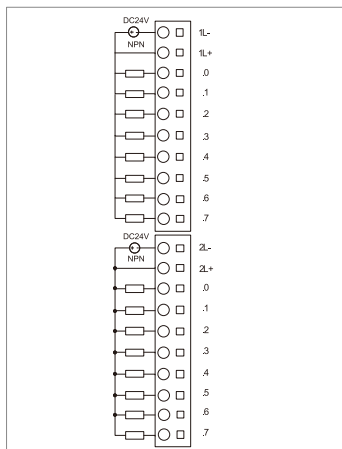 DC24V
1L-
NPN
1L+
.0
.1
.2
.3
.4
.5
.6
.7
DC24V
2L-
NPN
2L+
.0
.1
.2
.3
.4
.5
.6
.7